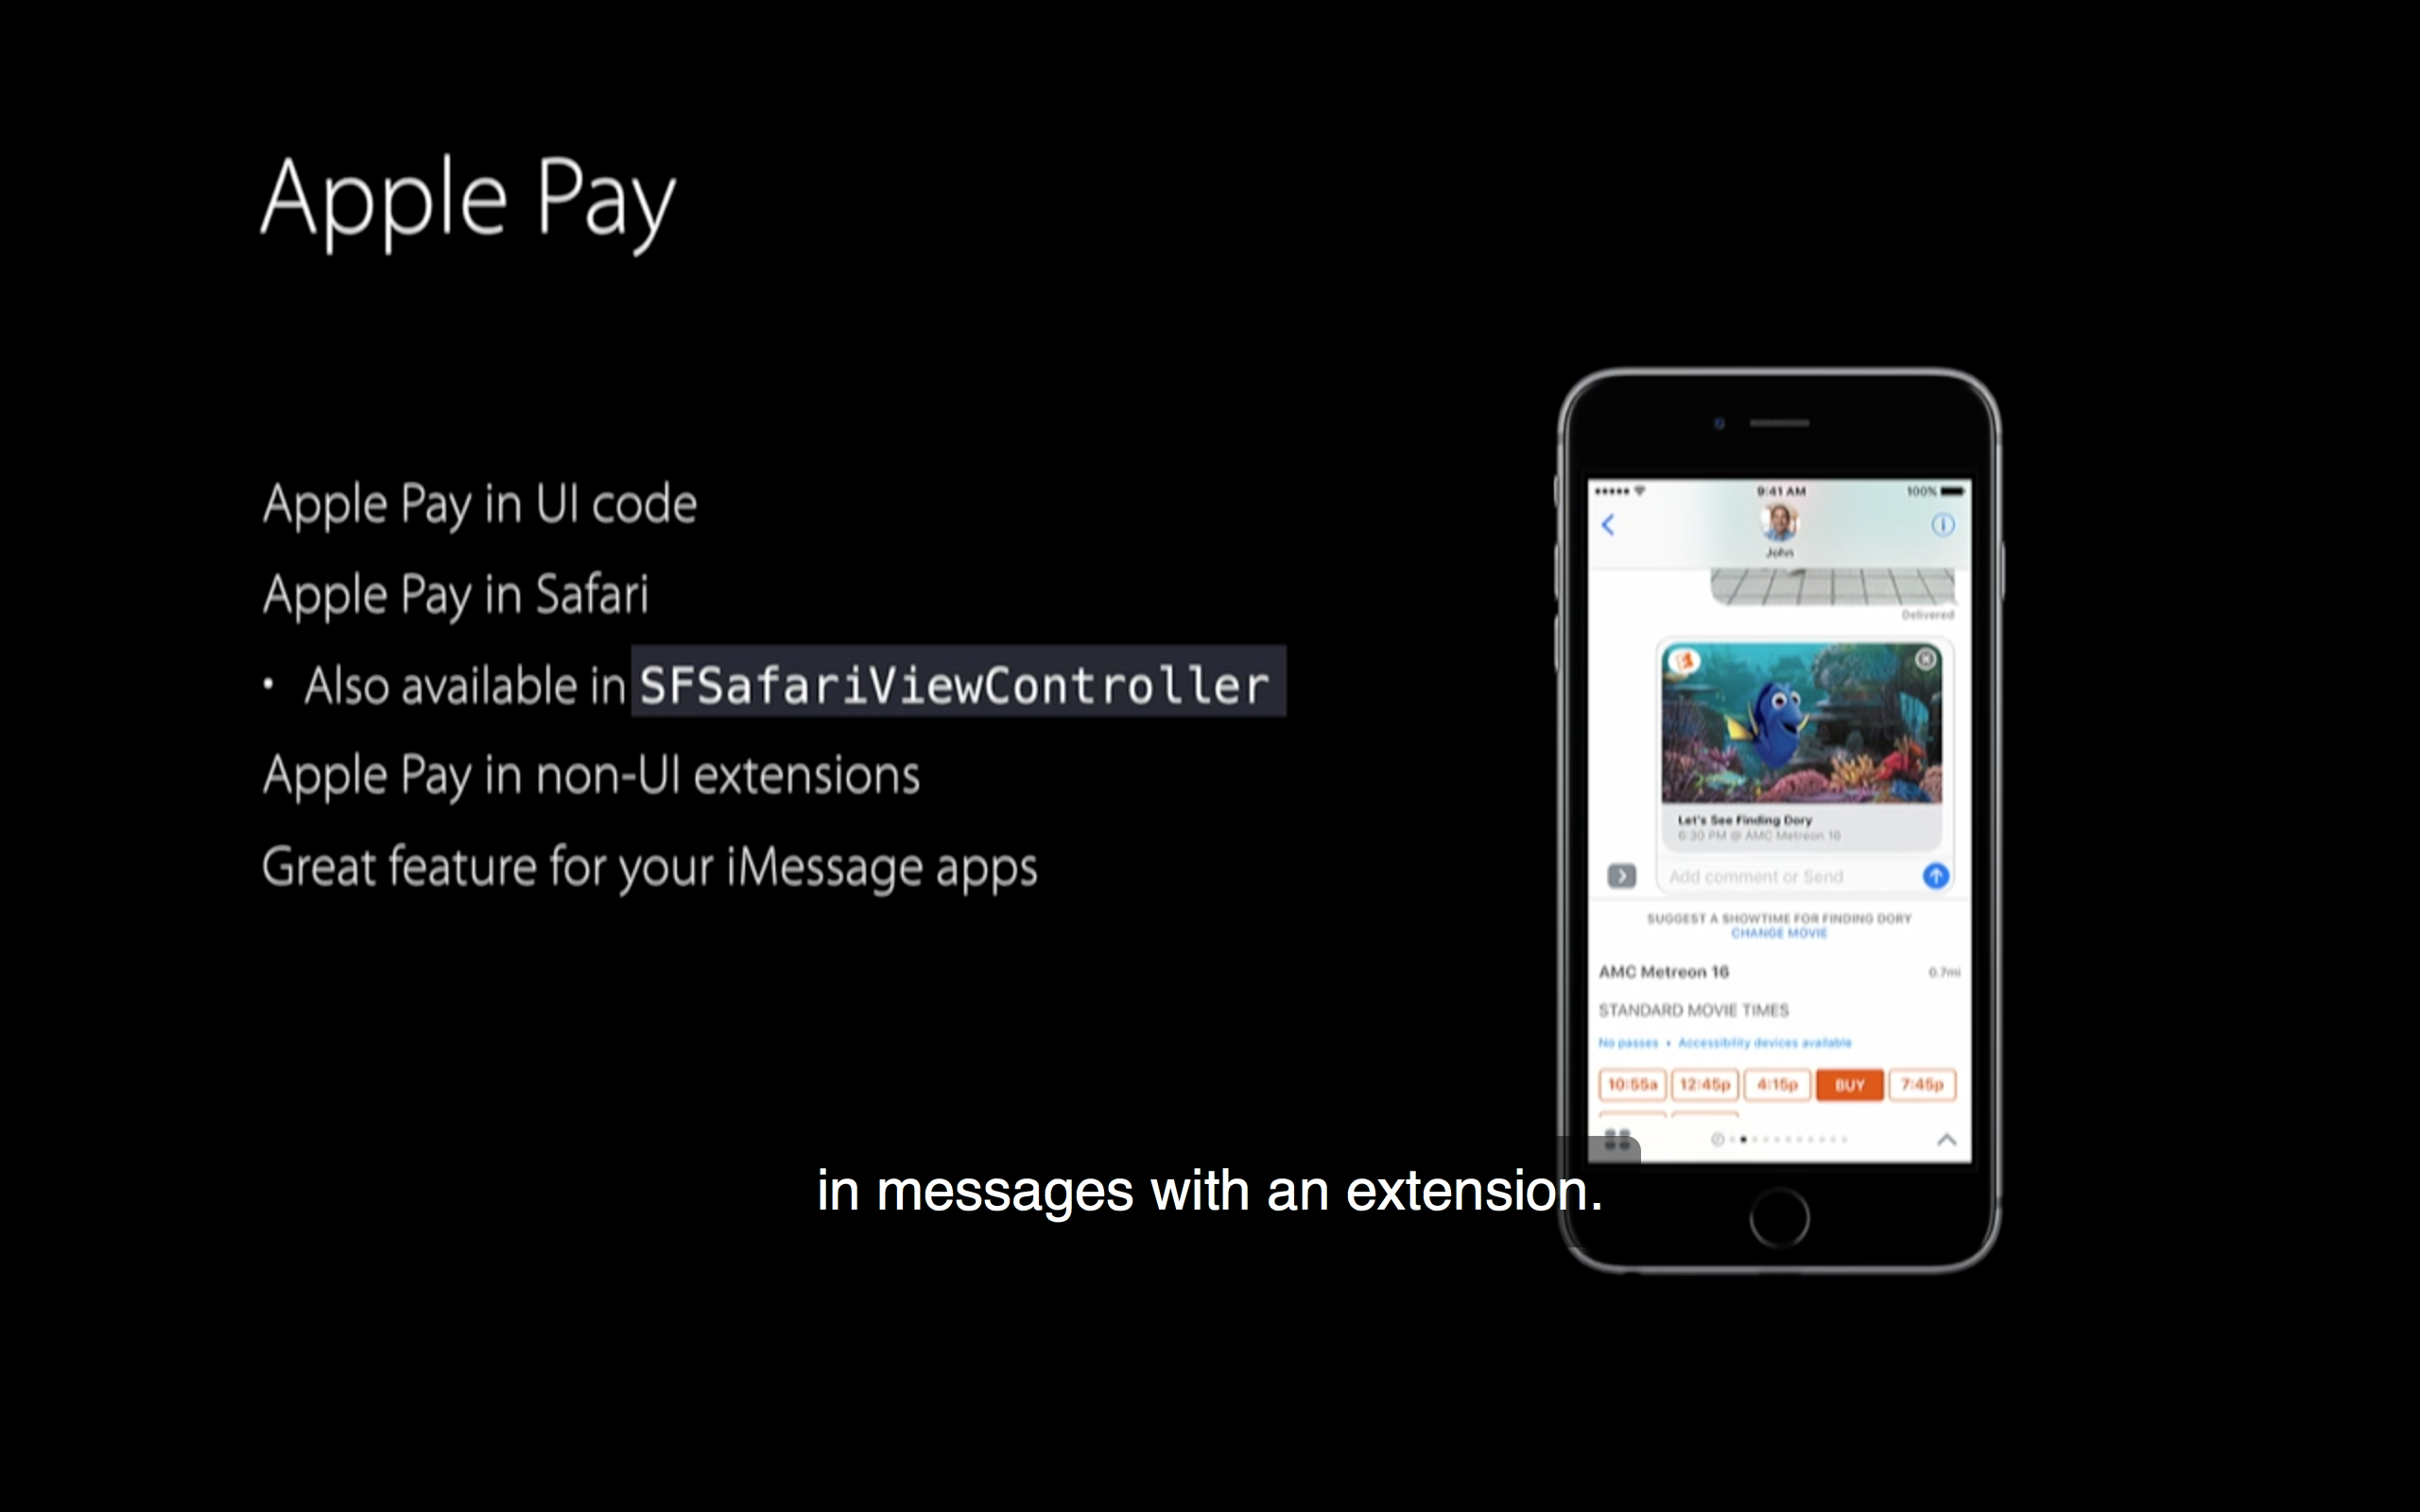 Apple Pay
Apple Pay in UI code
Apple Pay in Safari
• Also available in SFSafariViewController
Apple Pay in non-UI extensions
Great feature for your iMessage apps
9:41 AM
100%
John
Delivered
Let's See Finding Dory
6:30 PM @ AMC Metreon 16
Add comment or Send
SUGGEST A SHOWTIME FOR FINDING DORY
CHANGE MOVIE
AMC Metreon 16 0.7mi
STANDARD MOVIE TIMES
No passes • Accessibility devices available
10:55a 12:45p 4:15p BUY 7:45p
in messages with an extension.